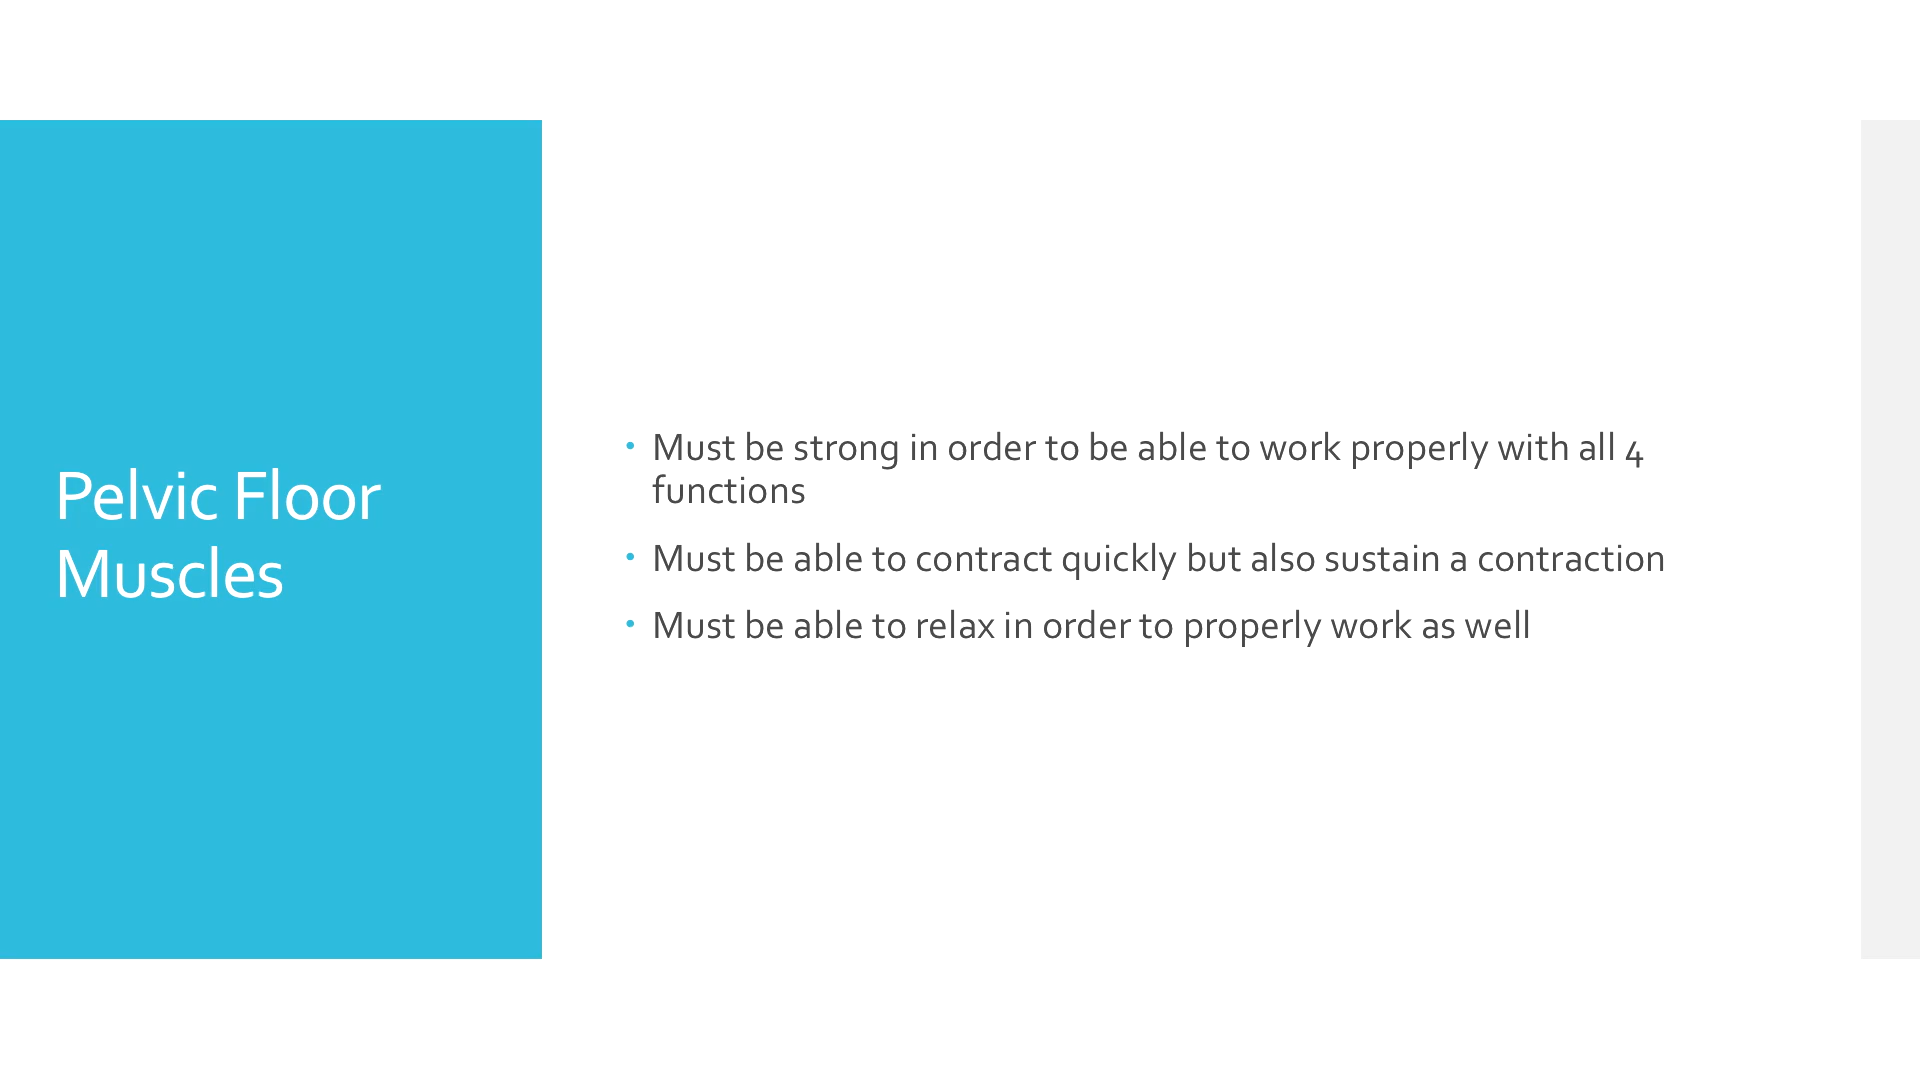 Pelvic Floor
Muscles
• Must be strong in order to be able to work properly with all 4
functions
• Must be able to contract quickly but also sustain a contraction
• Must be able to relax in order to properly work as well